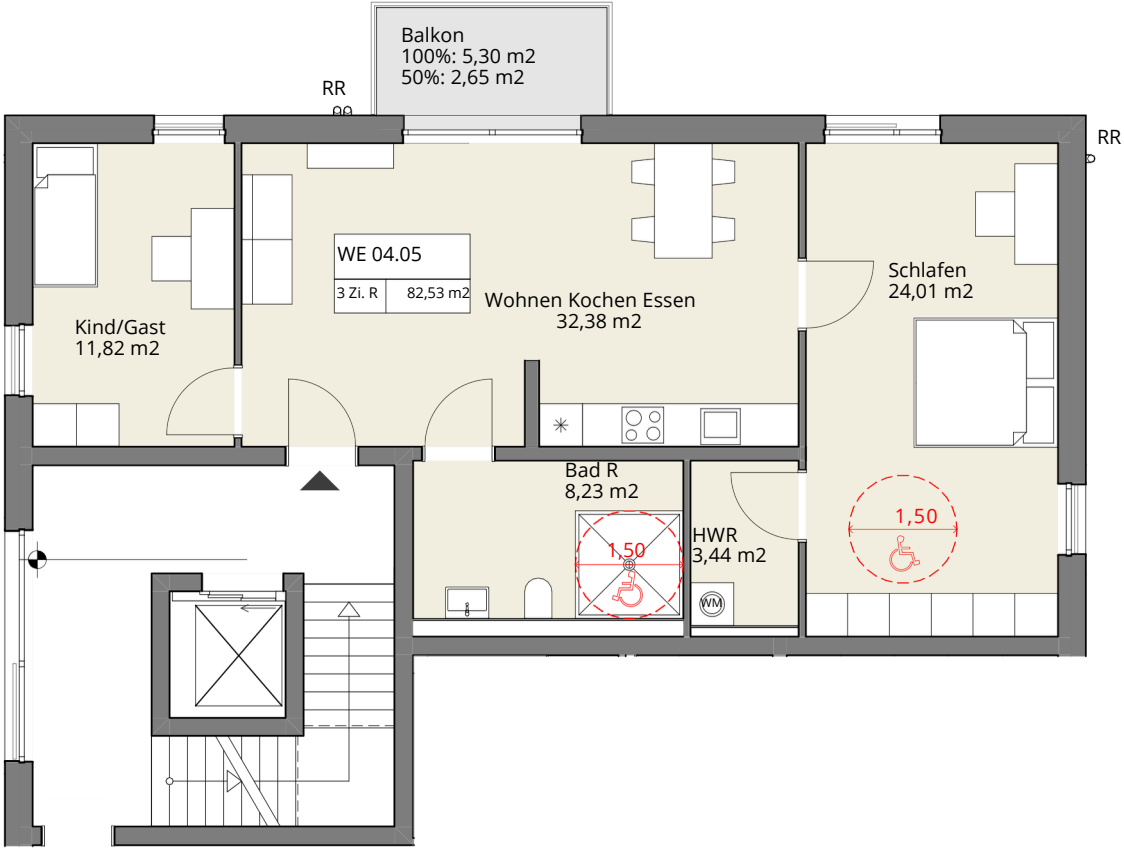 Balkon
100%: 5,30 m2
50%: 2,65 m2
RR
RR
WE 04.05
3 Zi. R 82,53 m2
Wohnen Kochen Essen
32,38 m2
Schlafen
24,01 m2
Kind/Gast
11,82 m2
Bad R
8,23 m2
1,50
HWR
3,44 m2
1,50
WM